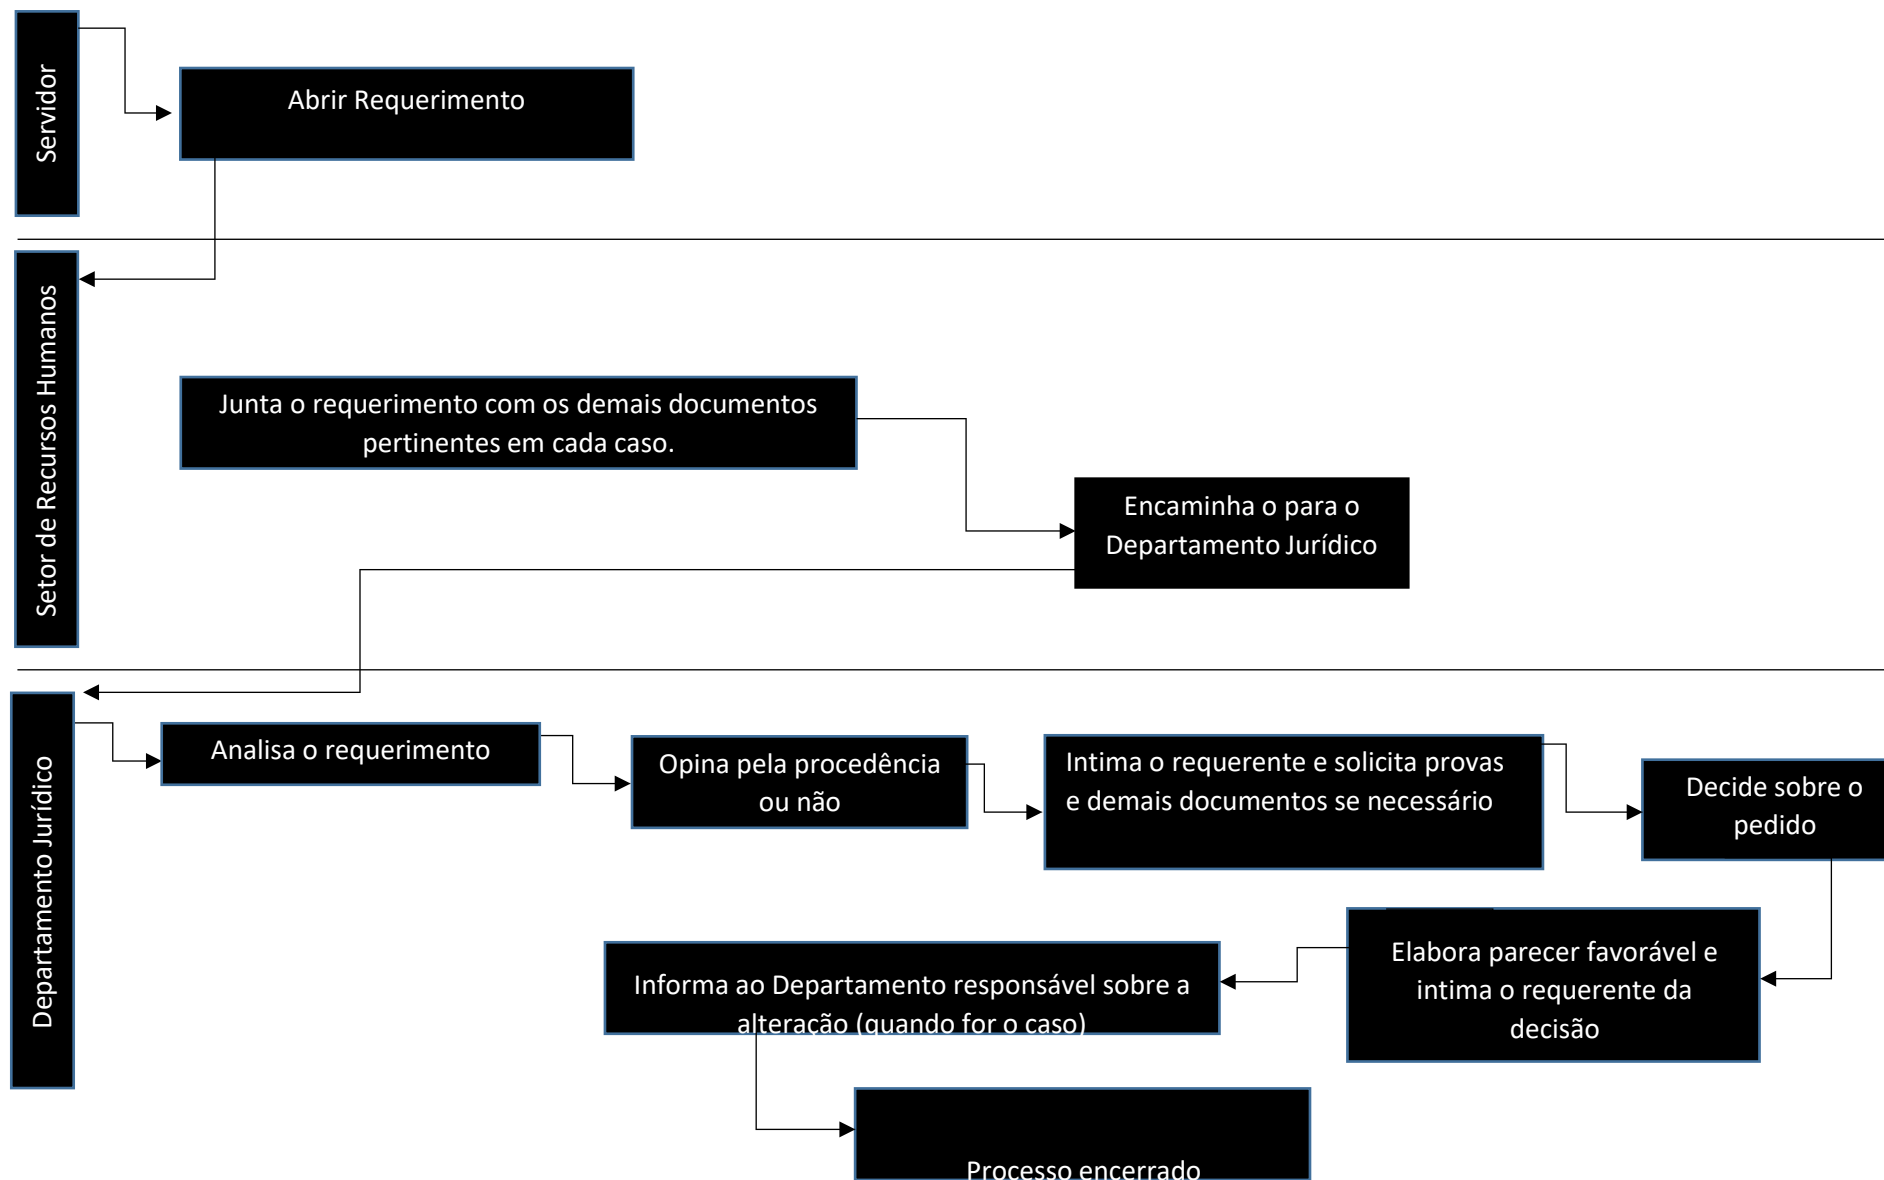 Servidor
Abrir Requerimento
Setor de Recursos Humanos
Junta o requerimento com os demais documentos
pertinentes em cada caso.
Encaminha o para o
Departamento Jurídico
Departamento Jurídico
Analisa o requerimento
Opina pela procedência
ou não
Intima o requerente e solicita provas
e demais documentos se necessário
Decide sobre o
pedido
Elabora parecer favorável e
intima o requerente da
decisão
Informa ao Departamento responsável sobre a
alteração (quando for o caso)
Processo encerrado